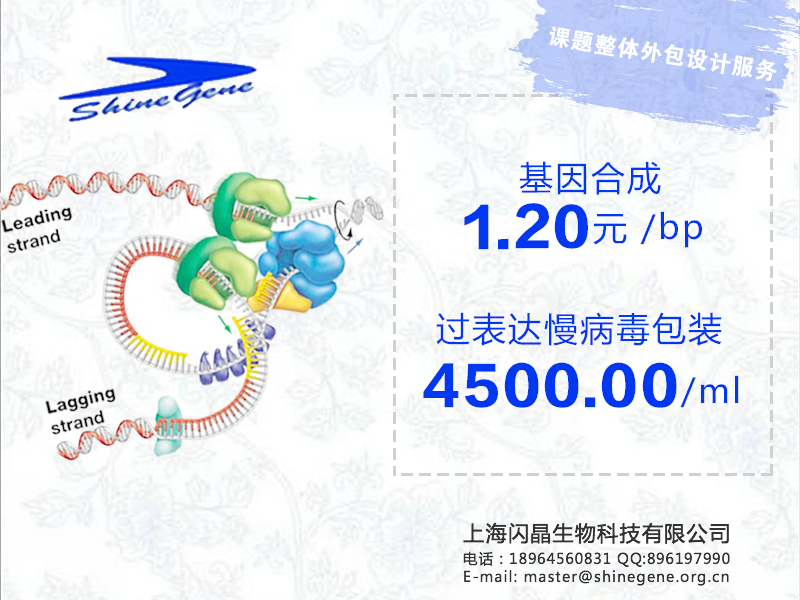 课题整体外包设计服务
ShineGene
基因合成
1.20元 /bp
Leading
strand
过表达慢病毒包装
4500.00/ml
Lagging
strand
上海闪晶生物科技有限公司
电话：18964560831 QQ:896197990
E-mail: master@shinegene.org.cn